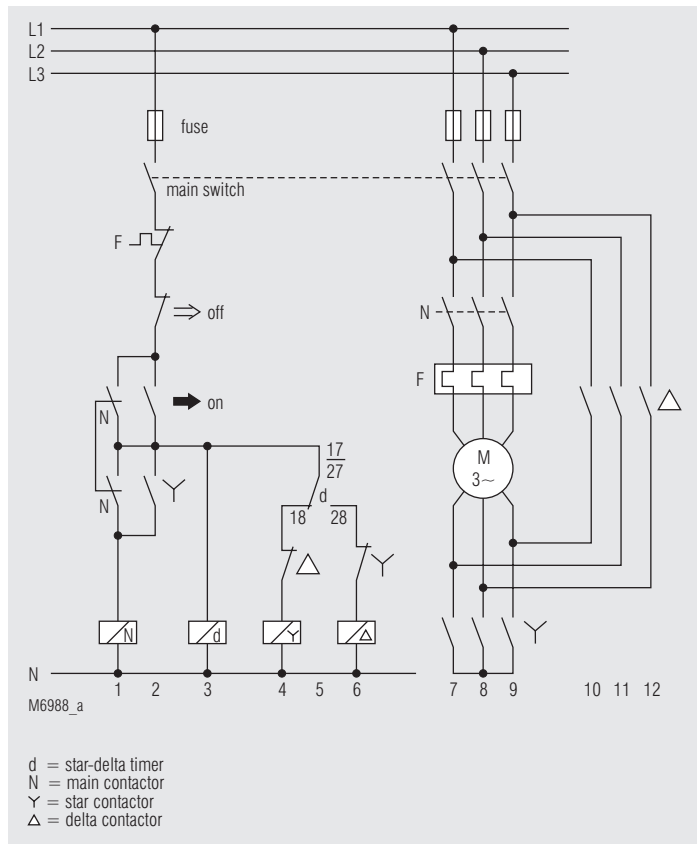 L1
L2
L3
fuse
main switch
F
off
N
F
on
N
17
27
M
3~
d
N
18 28
N d Y △
N
1 2 3 4 5 6 7 8 9 10 11 12
M6988_a
d = star-delta timer
N = main contactor
Y = star contactor
△ = delta contactor